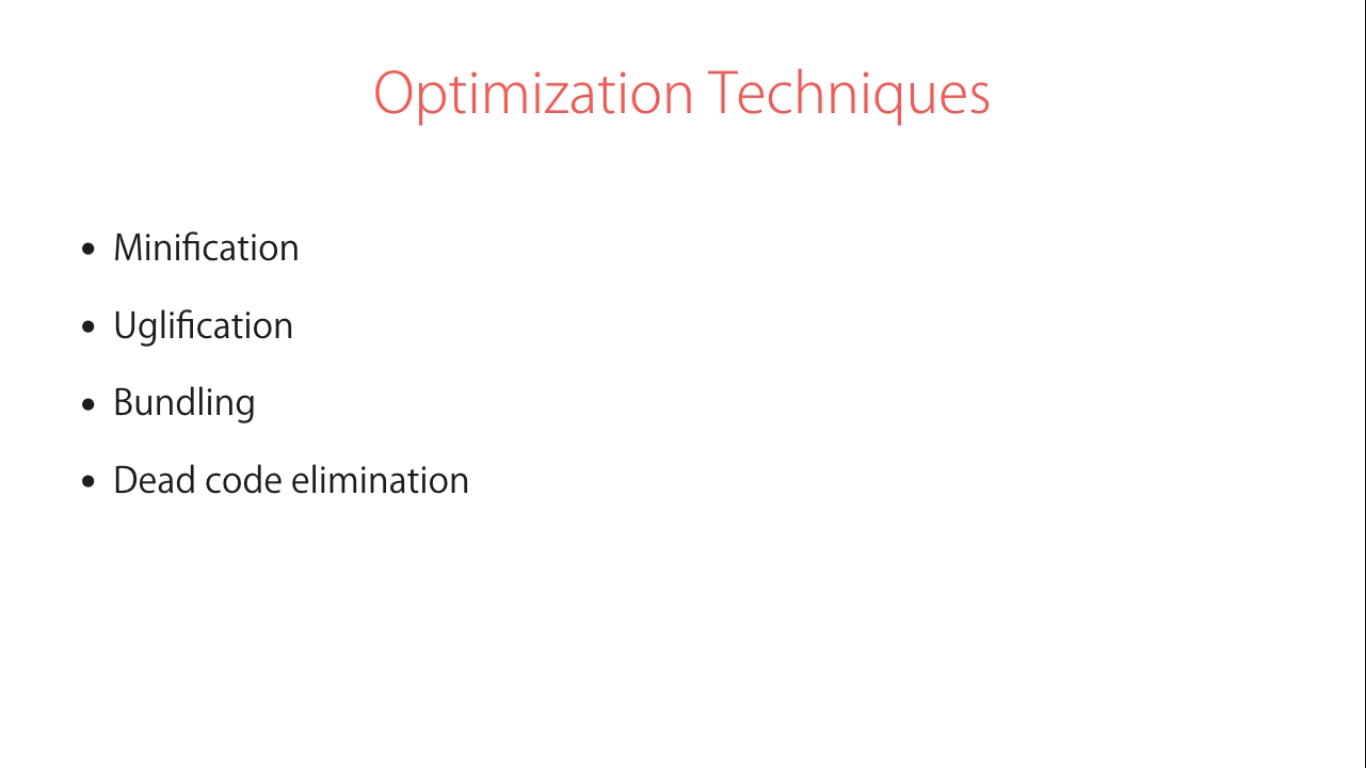 Optimization Techniques
• Minification
• Uglification
• Bundling
• Dead code elimination